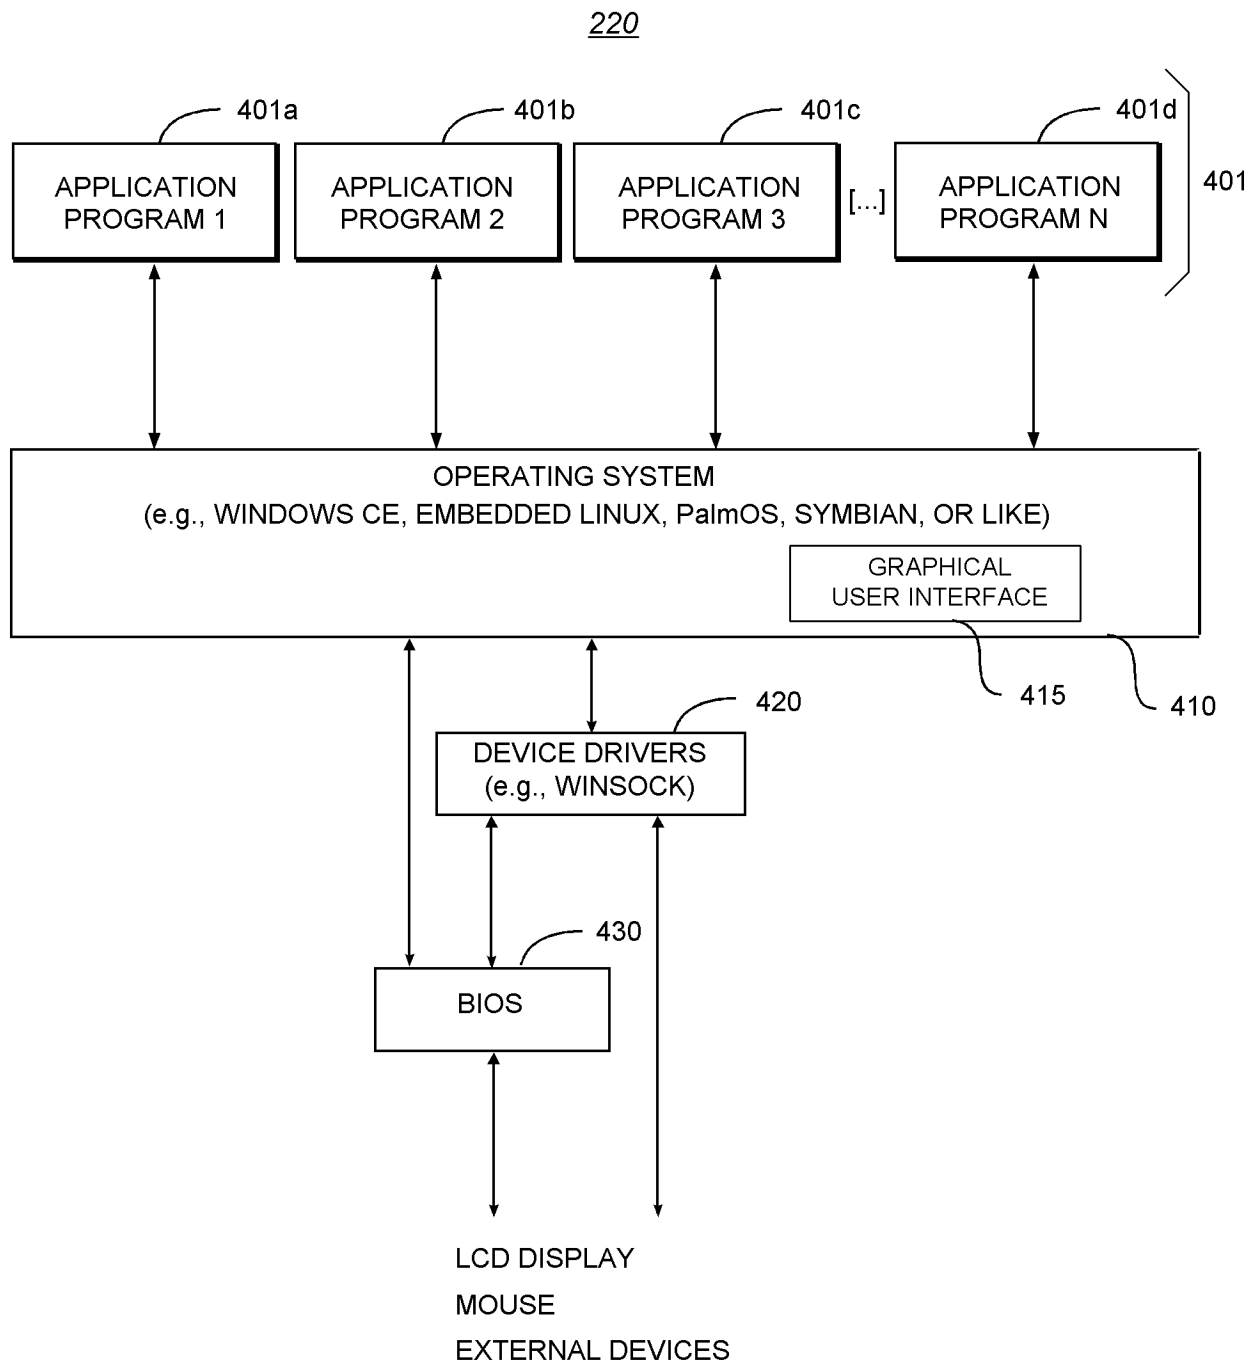 220
401a
401b
401c
401d
401
APPLICATION
PROGRAM 1
APPLICATION
PROGRAM 2
APPLICATION
PROGRAM 3
[...]
APPLICATION
PROGRAM N
OPERATING SYSTEM
(e.g., WINDOWS CE, EMBEDDED LINUX, PalmOS, SYMBIAN, OR LIKE)
GRAPHICAL
USER INTERFACE
415
410
420
DEVICE DRIVERS
(e.g., WINSOCK)
430
BIOS
LCD DISPLAY
MOUSE
EXTERNAL DEVICES